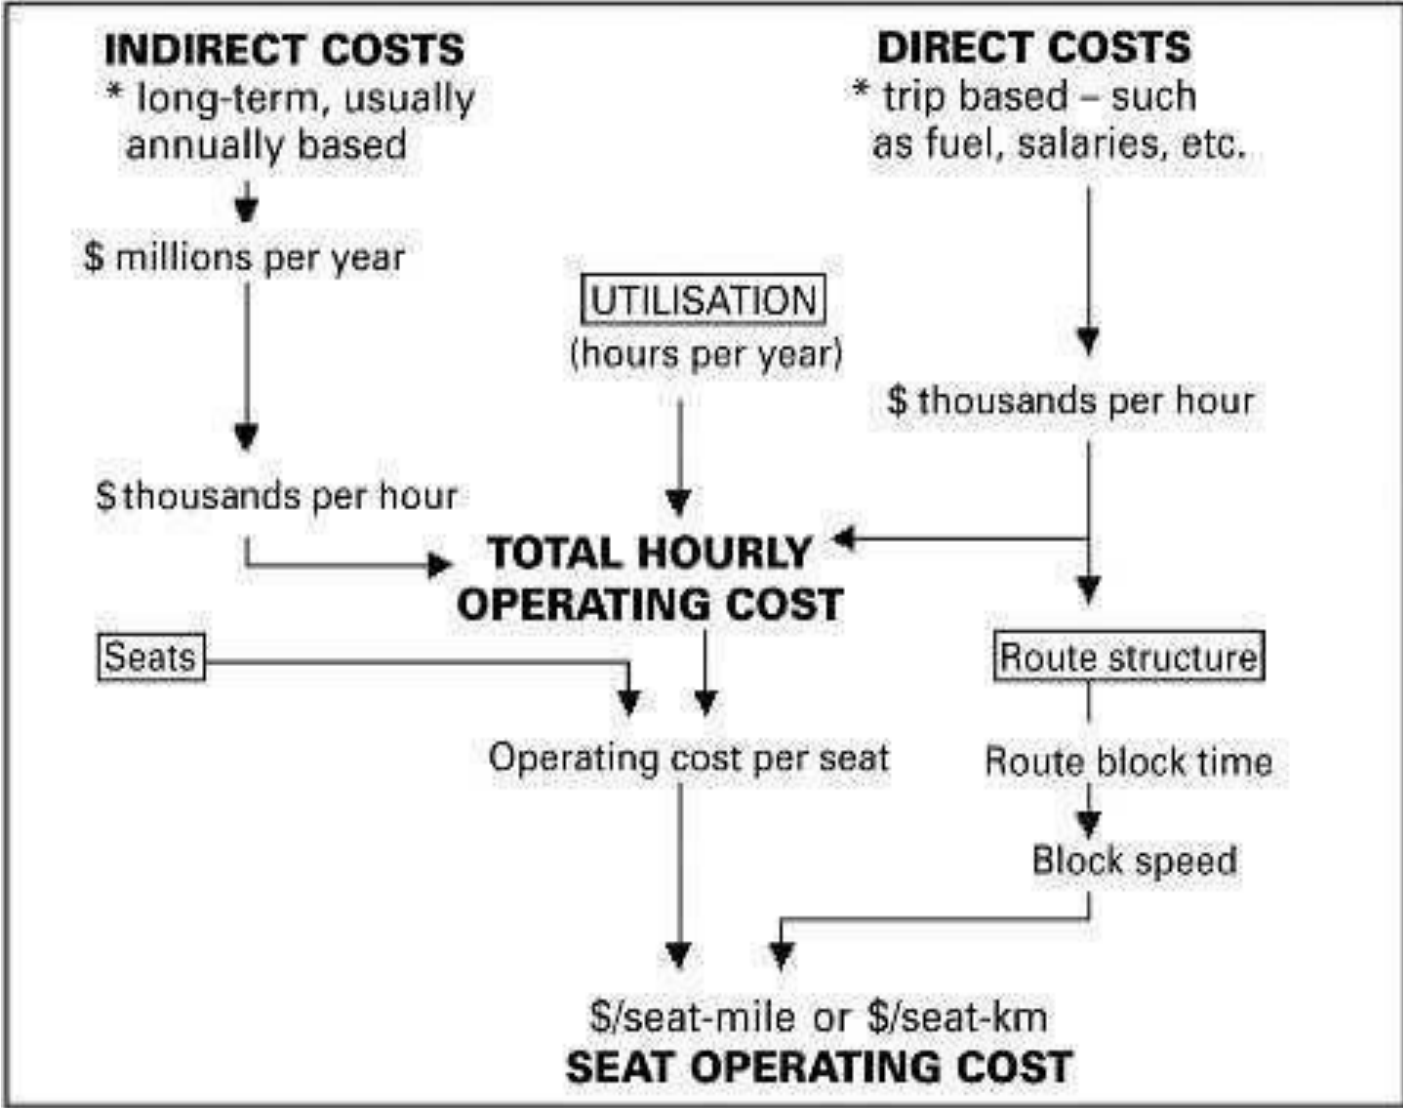 INDIRECT COSTS
* long-term, usually
annually based
$ millions per year
$ thousands per hour
DIRECT COSTS
* trip based – such
as fuel, salaries, etc.
$ thousands per hour
UTILISATION
(hours per year)
TOTAL HOURLY
OPERATING COST
Seats
Route structure
Operating cost per seat
Route block time
Block speed
$/seat-mile or $/seat-km
SEAT OPERATING COST